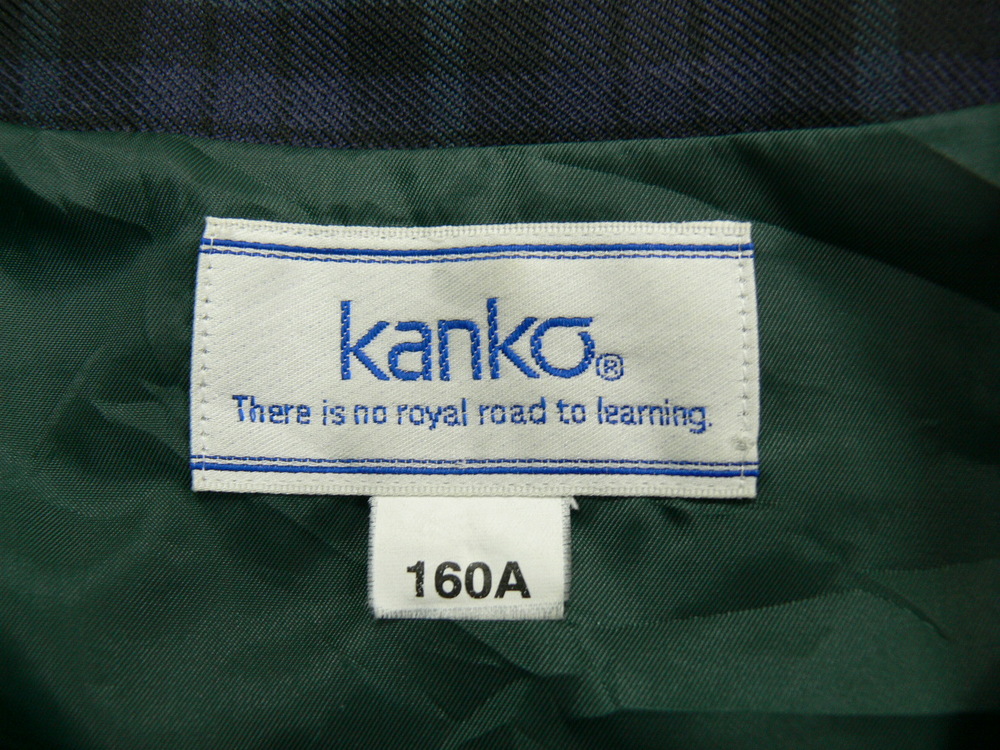 kanko®
There is no royal road to learning.
160A